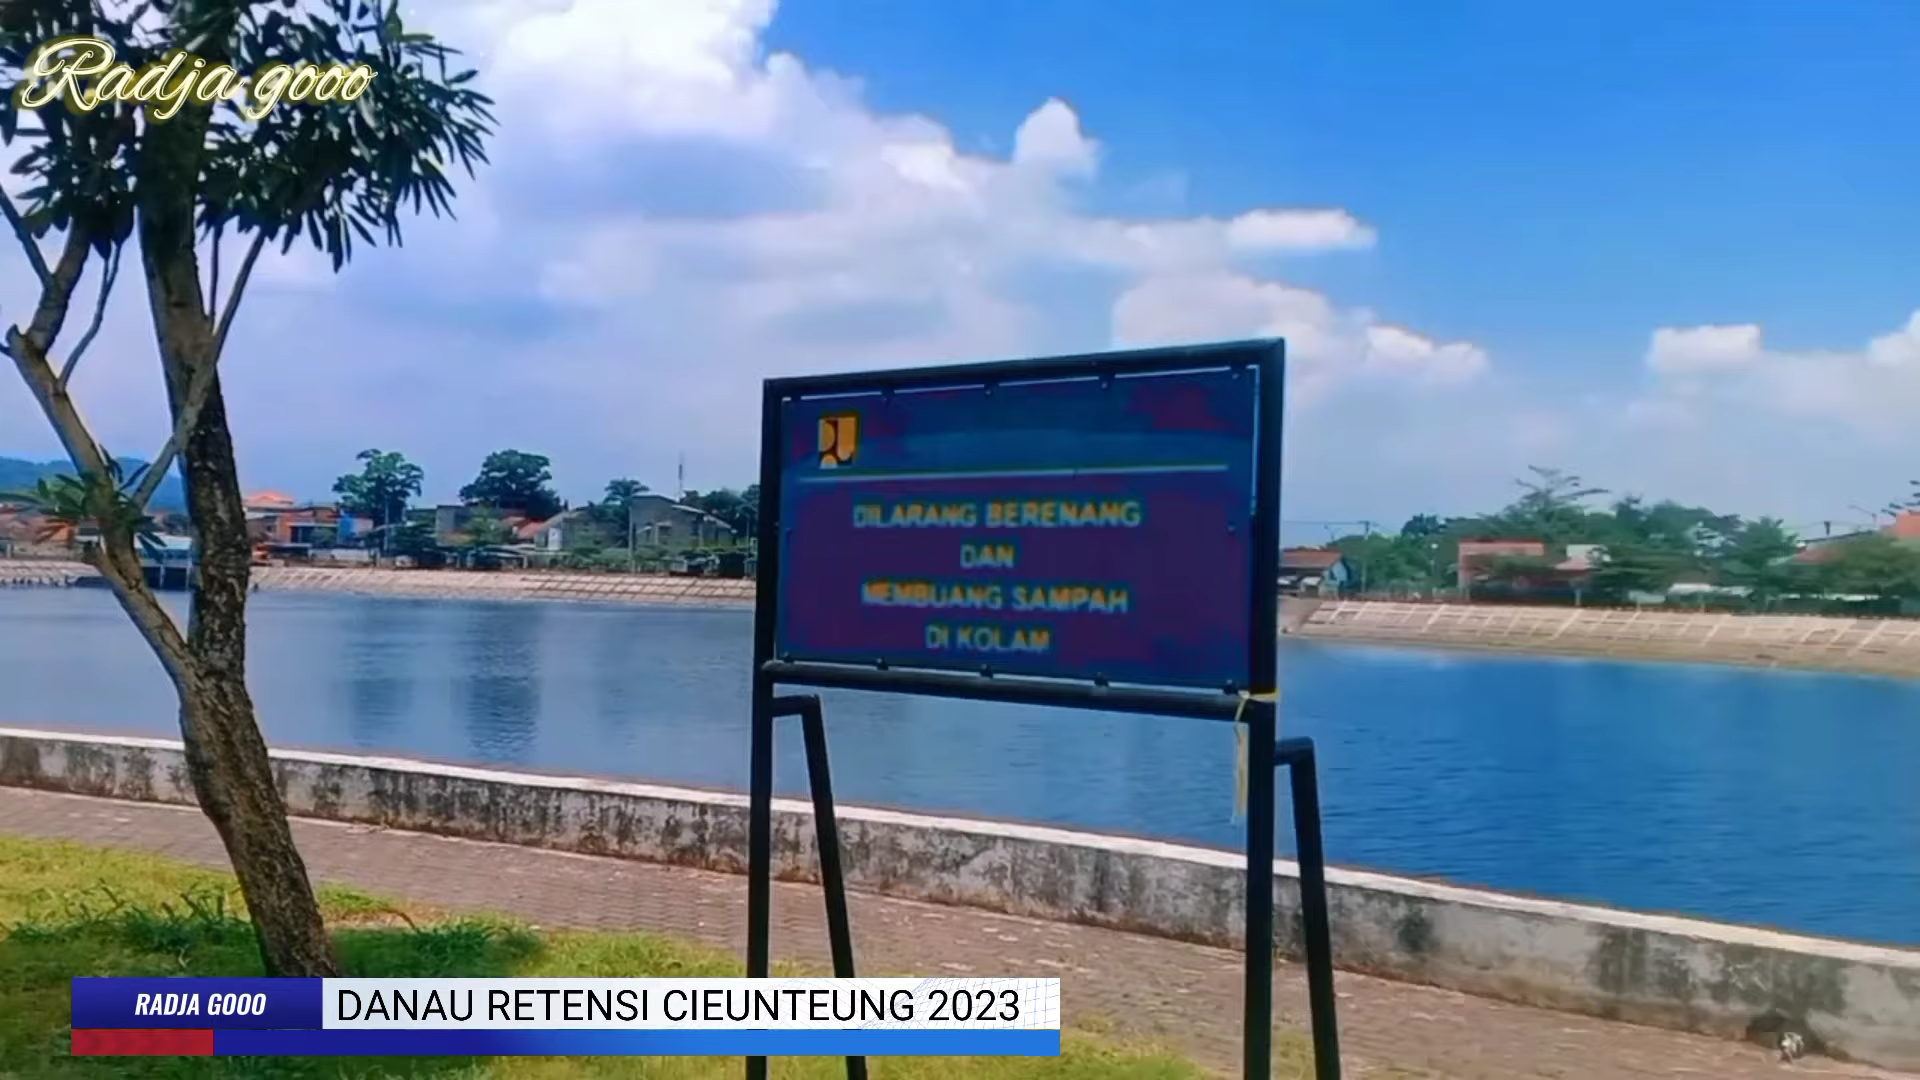 Radja gooo
DILARANG BERENANG
DAN
MEMBUANG SAMPAH
DI KOLAM
RADJA GOOO
DANAU RETENSI CIEUNTEUNG 2023